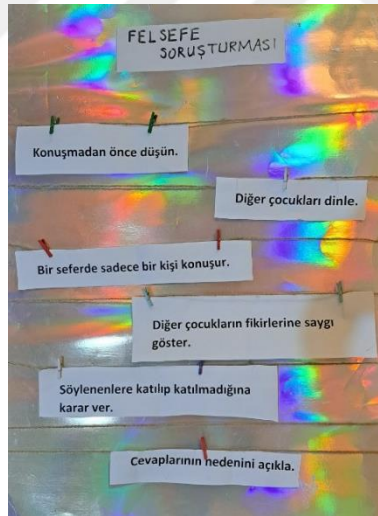 FELSEFE
SORUŞTURMASI
Konuşmadan önce düşün.
Diğer çocukları dinle.
Bir seferde sadece bir kişi konuşur.
Diğer çocukların fikirlerine saygı
göster.
Söylenenlere katılıp katılmadığına
karar ver.
Cevaplarının nedenini açıkla.